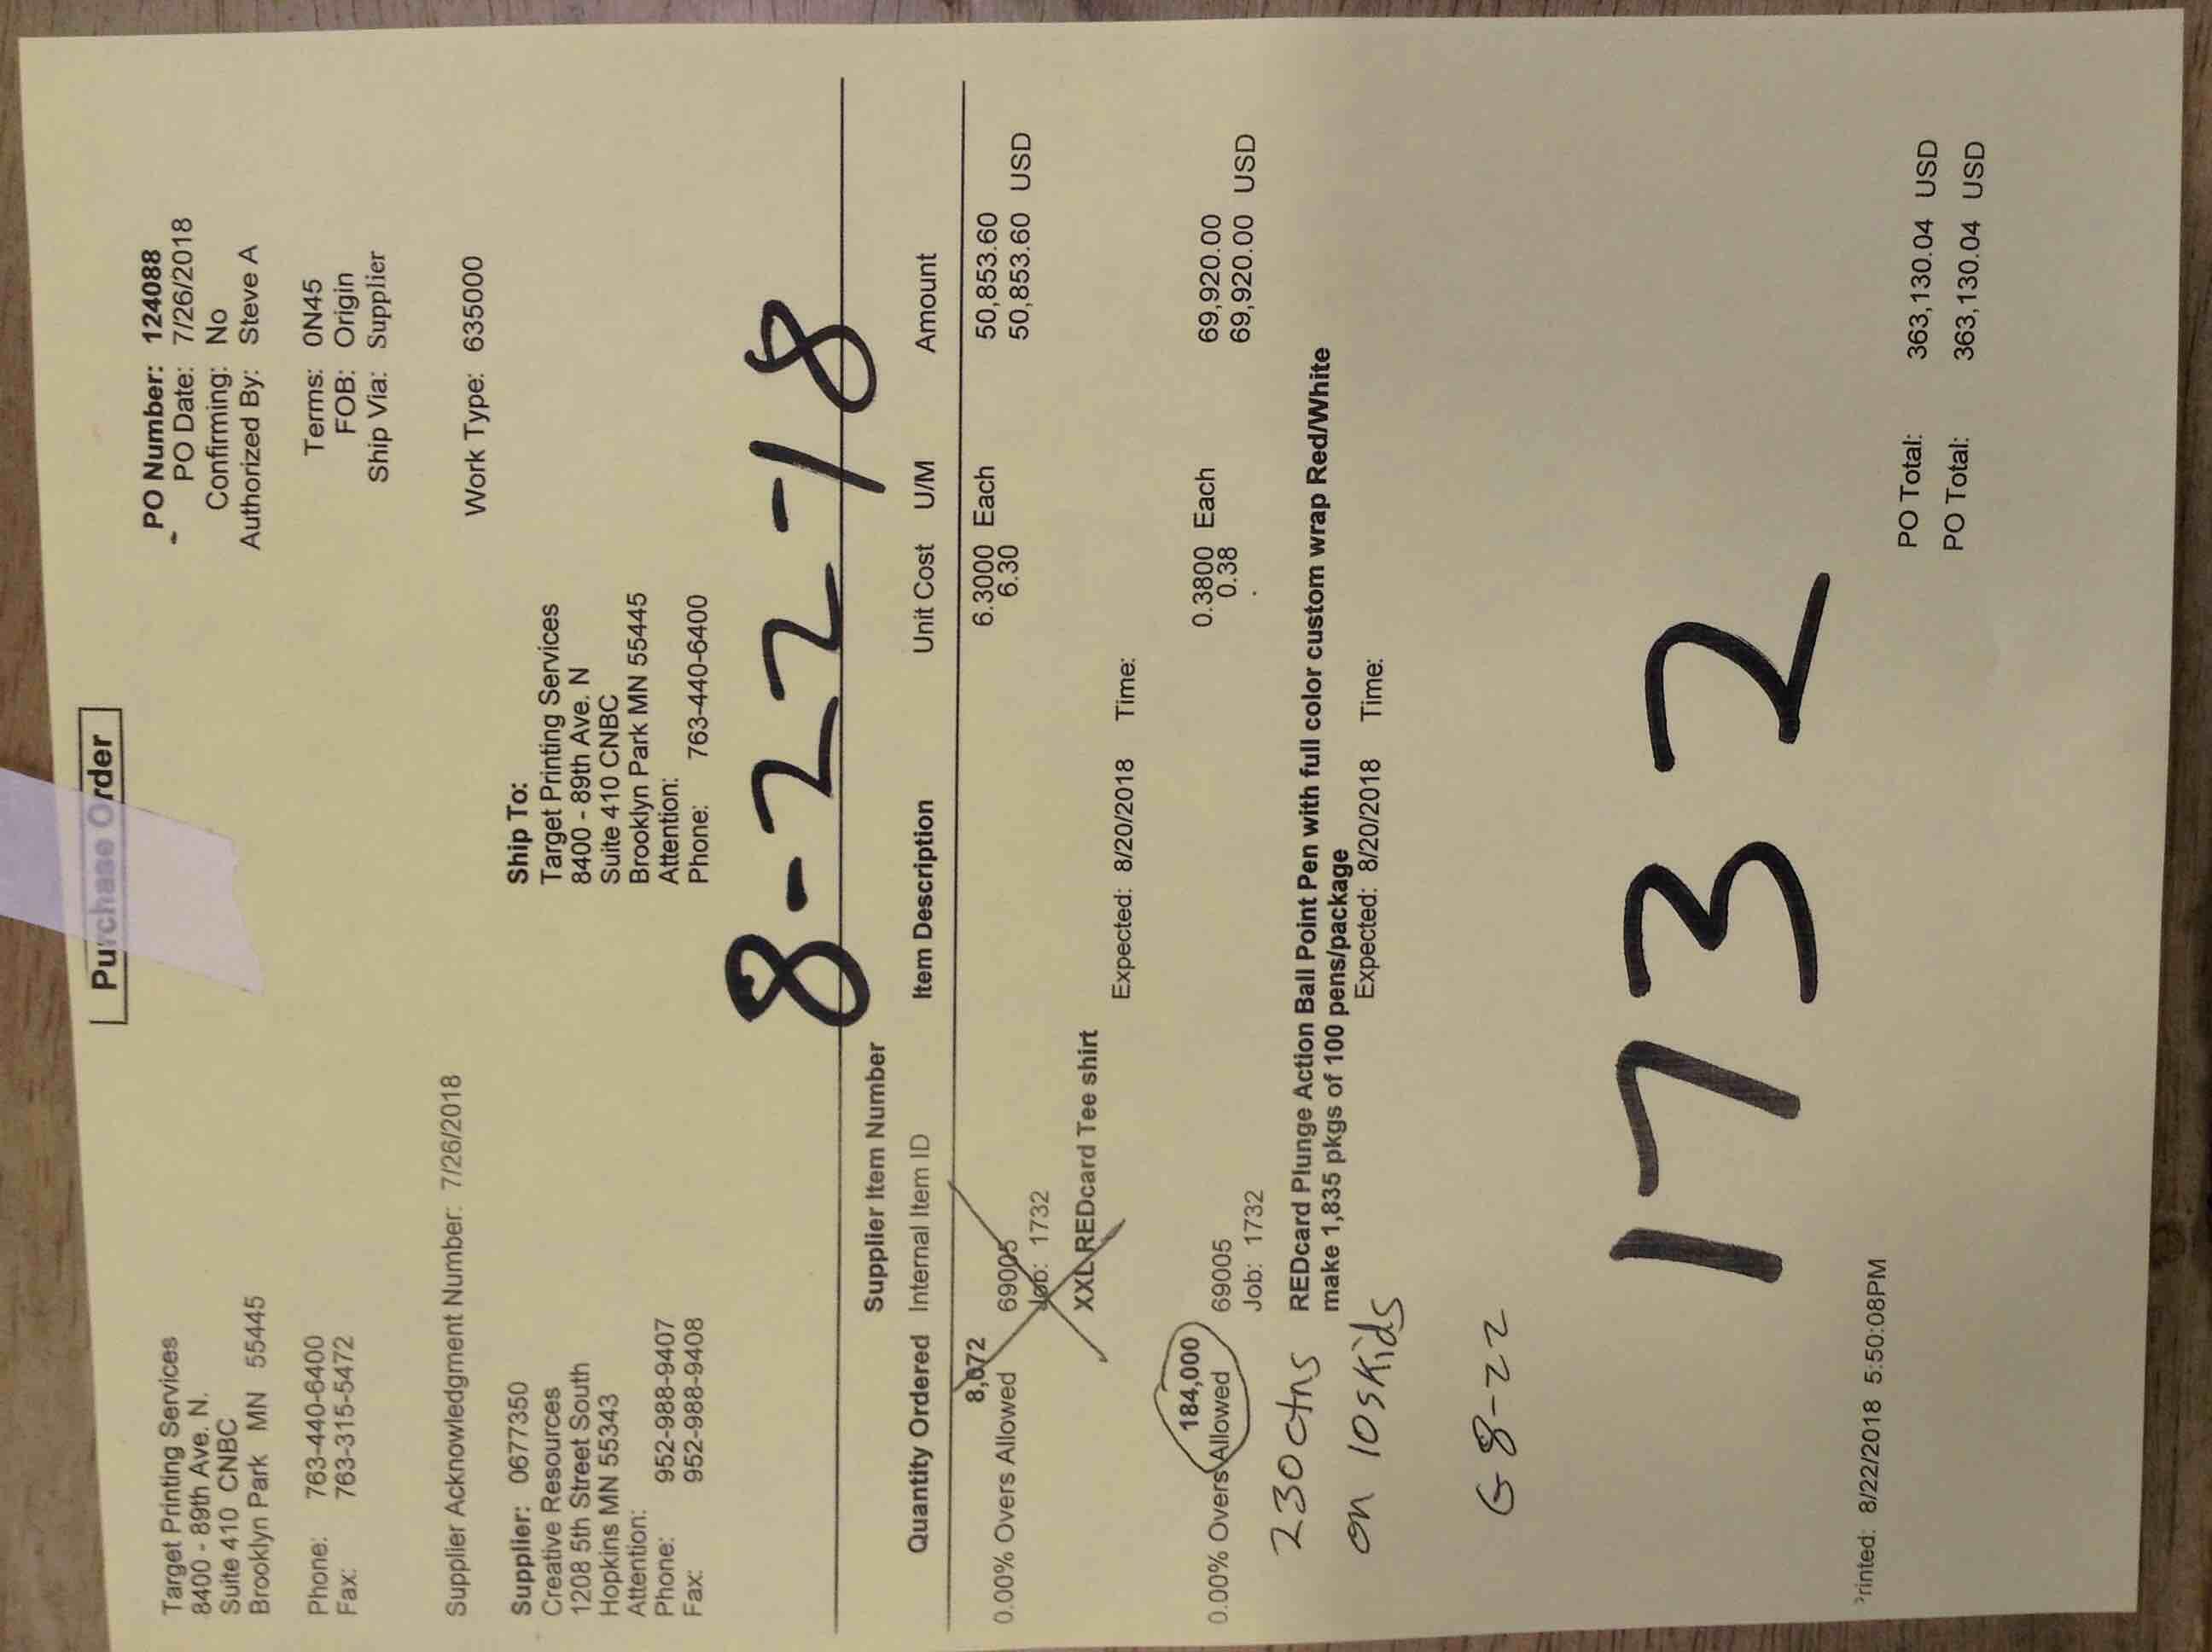 Purchase Order
Target Printing Services
8400 - 89th Ave. N.
Suite 410 CNBC
Brooklyn Park MN 55445
Phone: 763-440-6400
Fax: 763-315-5472
PO Number: 124088
PO Date: 7/26/2018
Confirming: No
Authorized By: Steve A
Terms: 0N45
FOB: Origin
Ship Via: Supplier
Supplier Acknowledgment Number: 7/26/2018
Work Type: 635000
Supplier: 0677350
Creative Resources
1208 5th Street South
Hopkins MN 55343
Attention:
Phone: 952-988-9407
Fax: 952-988-9408
Ship To:
Target Printing Services
8400 - 89th Ave. N
Suite 410 CNBC
Brooklyn Park MN 55445
Attention:
Phone: 763-440-6400
8-22-18
Supplier Item Number
Quantity Ordered Internal Item ID Item Description Unit Cost U/M Amount
8,072 6.3000 Each 50,853.60
0.00% Overs Allowed 69005 6.30 50,853.60 USD
Job: 1732
XXL REDcard Tee shirt
Expected: 8/20/2018 Time:
184,000 0.3800 Each 69,920.00
0.00% Overs Allowed 69005 0.38 69,920.00 USD
Job: 1732
REDcard Plunge Action Ball Point Pen with full color custom wrap Red/White
make 1,835 pkgs of 100 pens/package
Expected: 8/20/2018 Time:
230 ctns
on 10 skids
G 8-22
1732
Printed: 8/22/2018 5:50:08PM
PO Total: 363,130.04 USD
PO Total: 363,130.04 USD